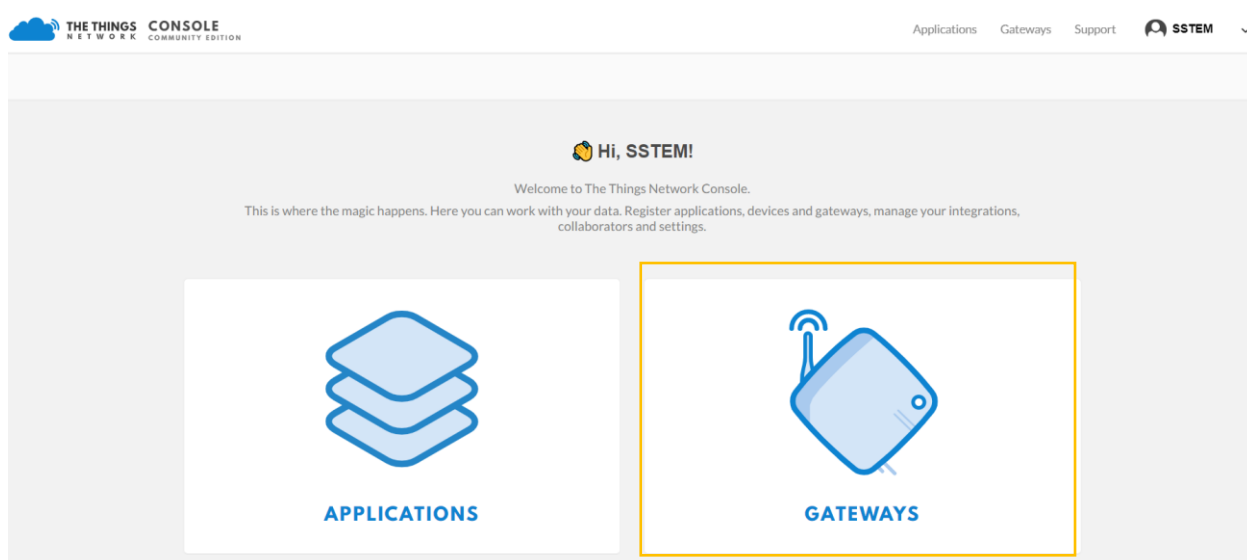 THE THINGS CONSOLE
NETWORK COMMUNITY EDITION
Applications Gateways Support SSTEM
Hi, SSTEM!
Welcome to The Things Network Console.
This is where the magic happens. Here you can work with your data. Register applications, devices and gateways, manage your integrations,
collaborators and settings.
APPLICATIONS GATEWAYS